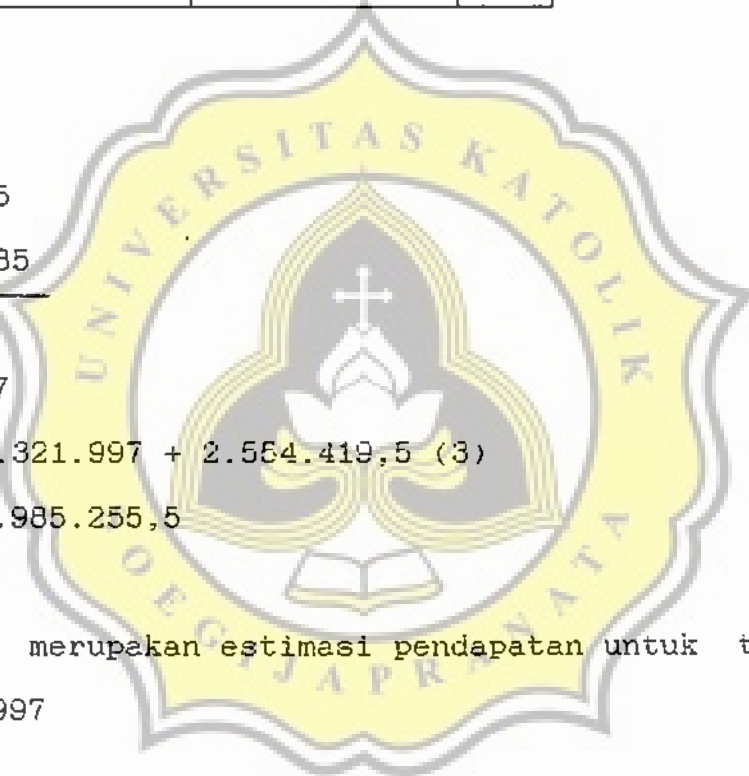 UNIVERSITAS KATOLIK
5
35
7
.321.997 + 2.554.419,5 (3)
.985.255,5
OEGIJAPRANATA
merupakan estimasi pendapatan untuk t
997